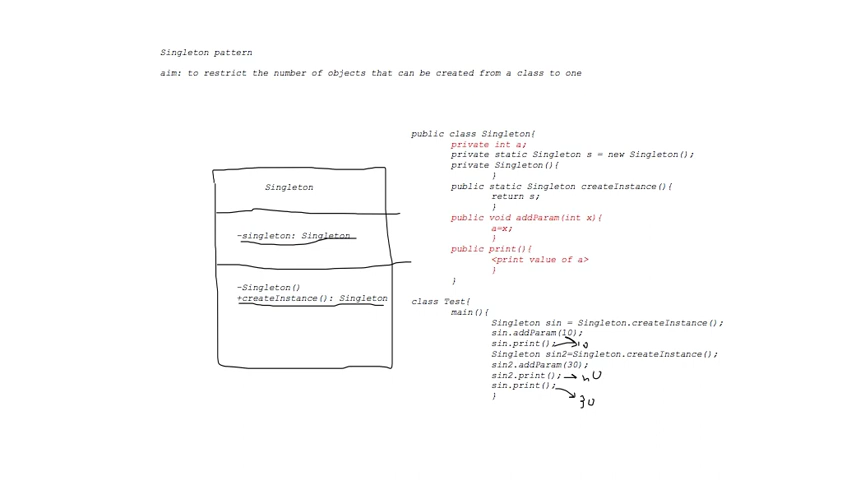 Singleton pattern
aim: to restrict the number of objects that can be created from a class to one
Singleton
-singleton: Singleton
-Singleton()
+createInstance(): Singleton
public class Singleton{
private int a;
private static Singleton s = new Singleton();
private Singleton(){
}
public static Singleton createInstance(){
return s;
}
public void addParam(int x){
a=x;
}
public print(){
<print value of a>
}
}
class Test{
main(){
Singleton sin = Singleton.createInstance();
sin.addParam(10);
sin.print(); 10
Singleton sin2=Singleton.createInstance();
sin2.addParam(30);
sin2.print();
sin.print();
30
}